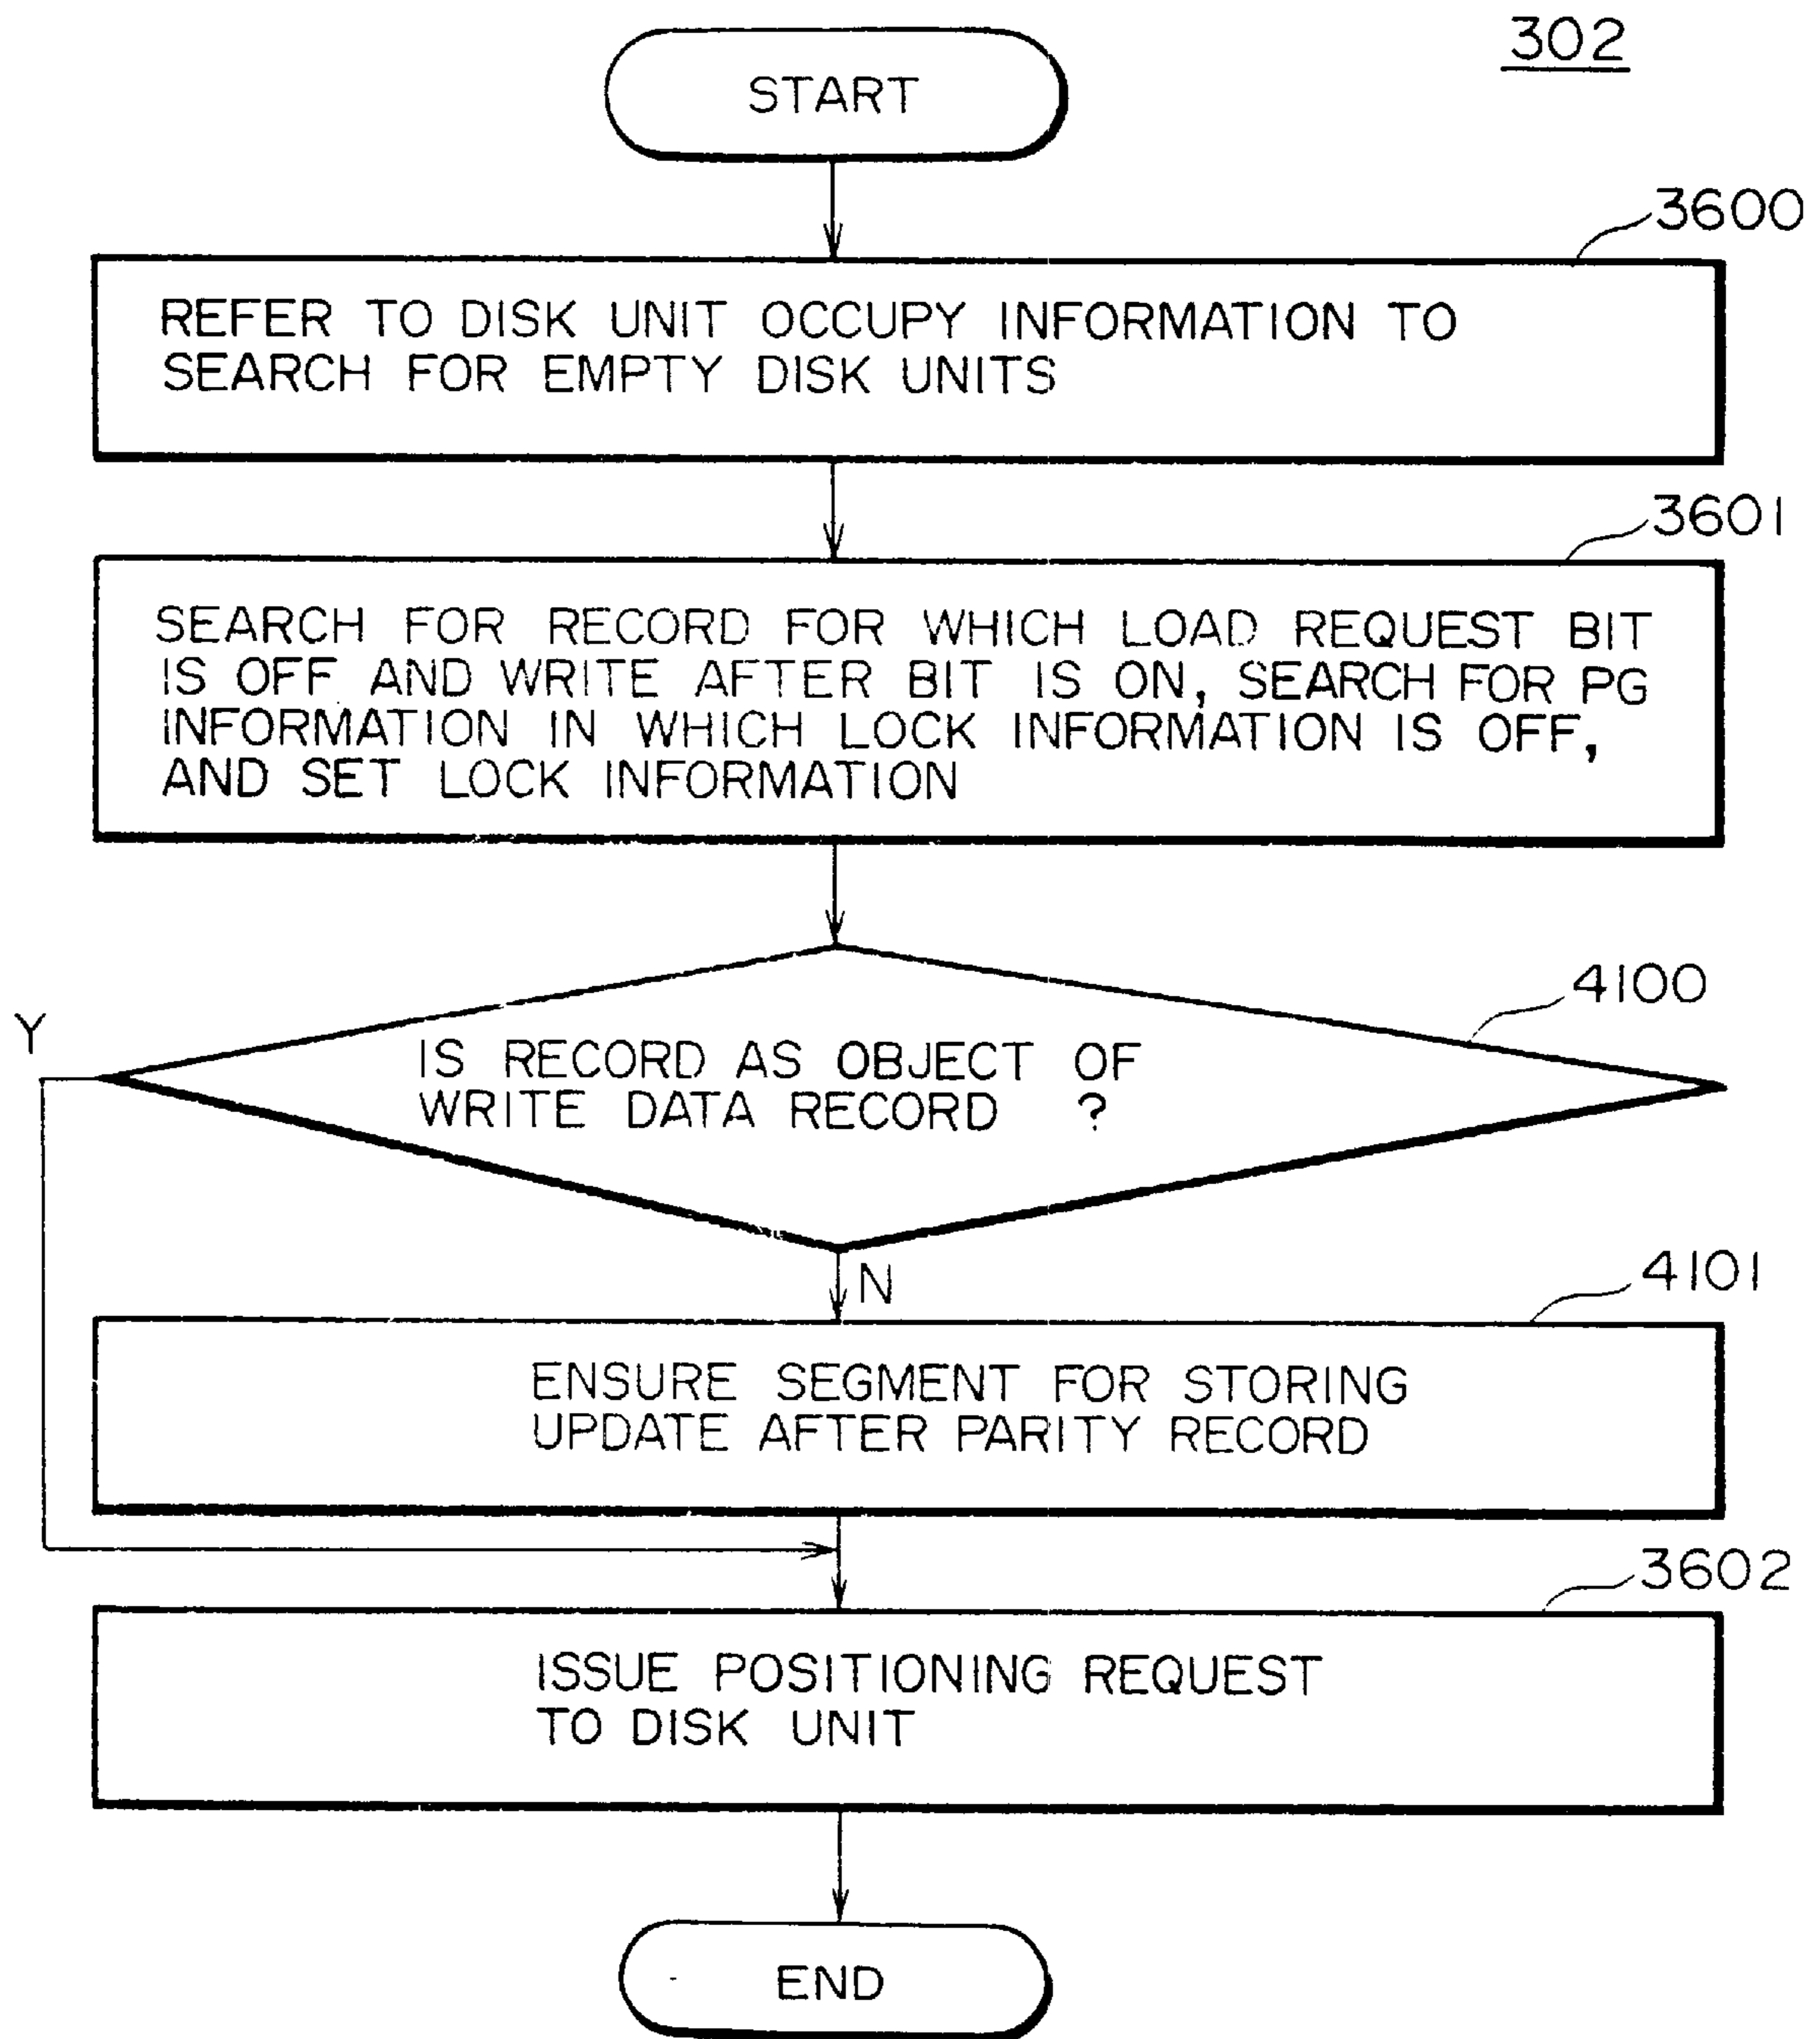 302
START
3600
REFER TO DISK UNIT OCCUPY INFORMATION TO
SEARCH FOR EMPTY DISK UNITS
3601
SEARCH FOR RECORD FOR WHICH LOAD REQUEST BIT
IS OFF AND WRITE AFTER BIT IS ON, SEARCH FOR PG
INFORMATION IN WHICH LOCK INFORMATION IS OFF,
AND SET LOCK INFORMATION
4100
Y
IS RECORD AS OBJECT OF
WRITE DATA RECORD ?
N
4101
ENSURE SEGMENT FOR STORING
UPDATE AFTER PARITY RECORD
3602
ISSUE POSITIONING REQUEST
TO DISK UNIT
END